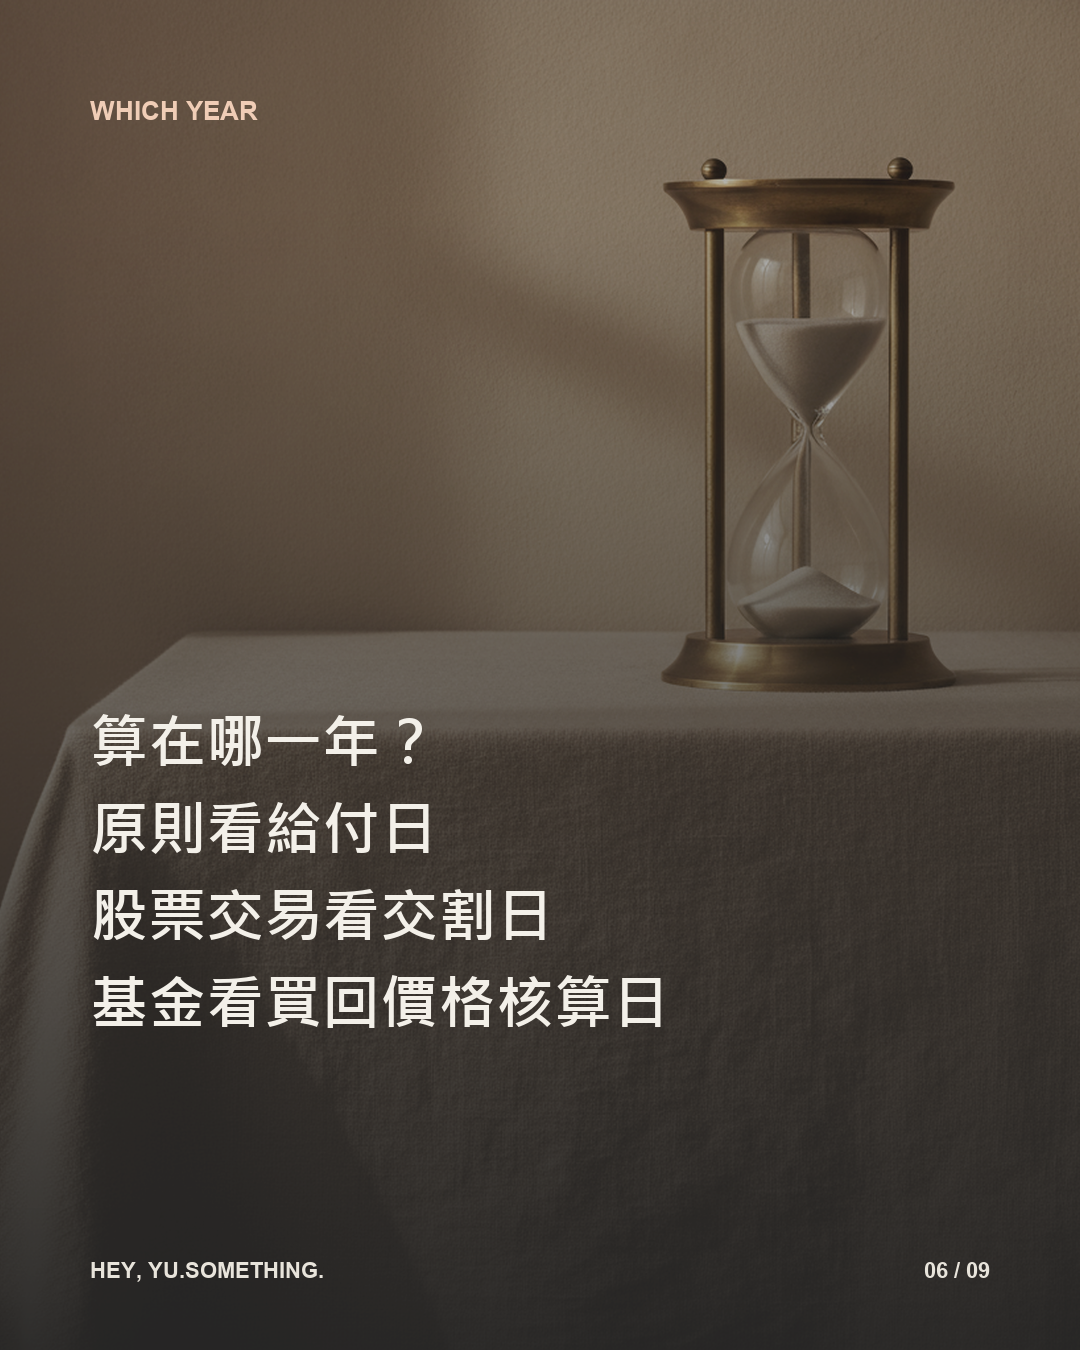 WHICH YEAR
算在哪一年？
原則看給付日
股票交易看交割日
基金看買回價格核算日
HEY, YU.SOMETHING.
06 / 09